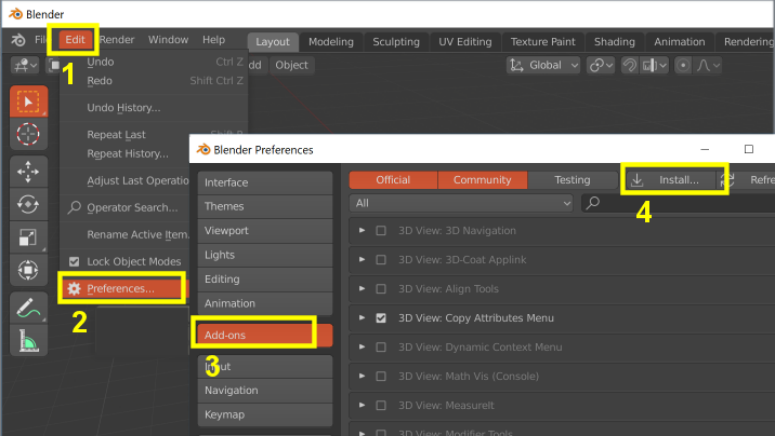 Blender
Edit Render Window Help Layout Modeling Sculpting UV Editing Texture Paint Shading Animation Rendering
1
Object Global
Undo Ctrl Z
Redo Shift Ctrl Z
Undo History...
Repeat Last
Repeat History...
Adjust Last Operatio
Operator Search...
Rename Active Item.
Lock Object Modes
Preferences...
2
Blender Preferences
Interface
Themes
Viewport
Lights
Editing
Animation
Add-ons
3
Input
Navigation
Keymap
Official Community Testing Install... Refre
All
4
3D View: 3D Navigation
3D View: 3D-Coat Applink
3D View: Align Tools
3D View: Copy Attributes Menu
3D View: Dynamic Context Menu
3D View: Math Vis (Console)
3D View: MeasureIt
3D View: Modifier Tools